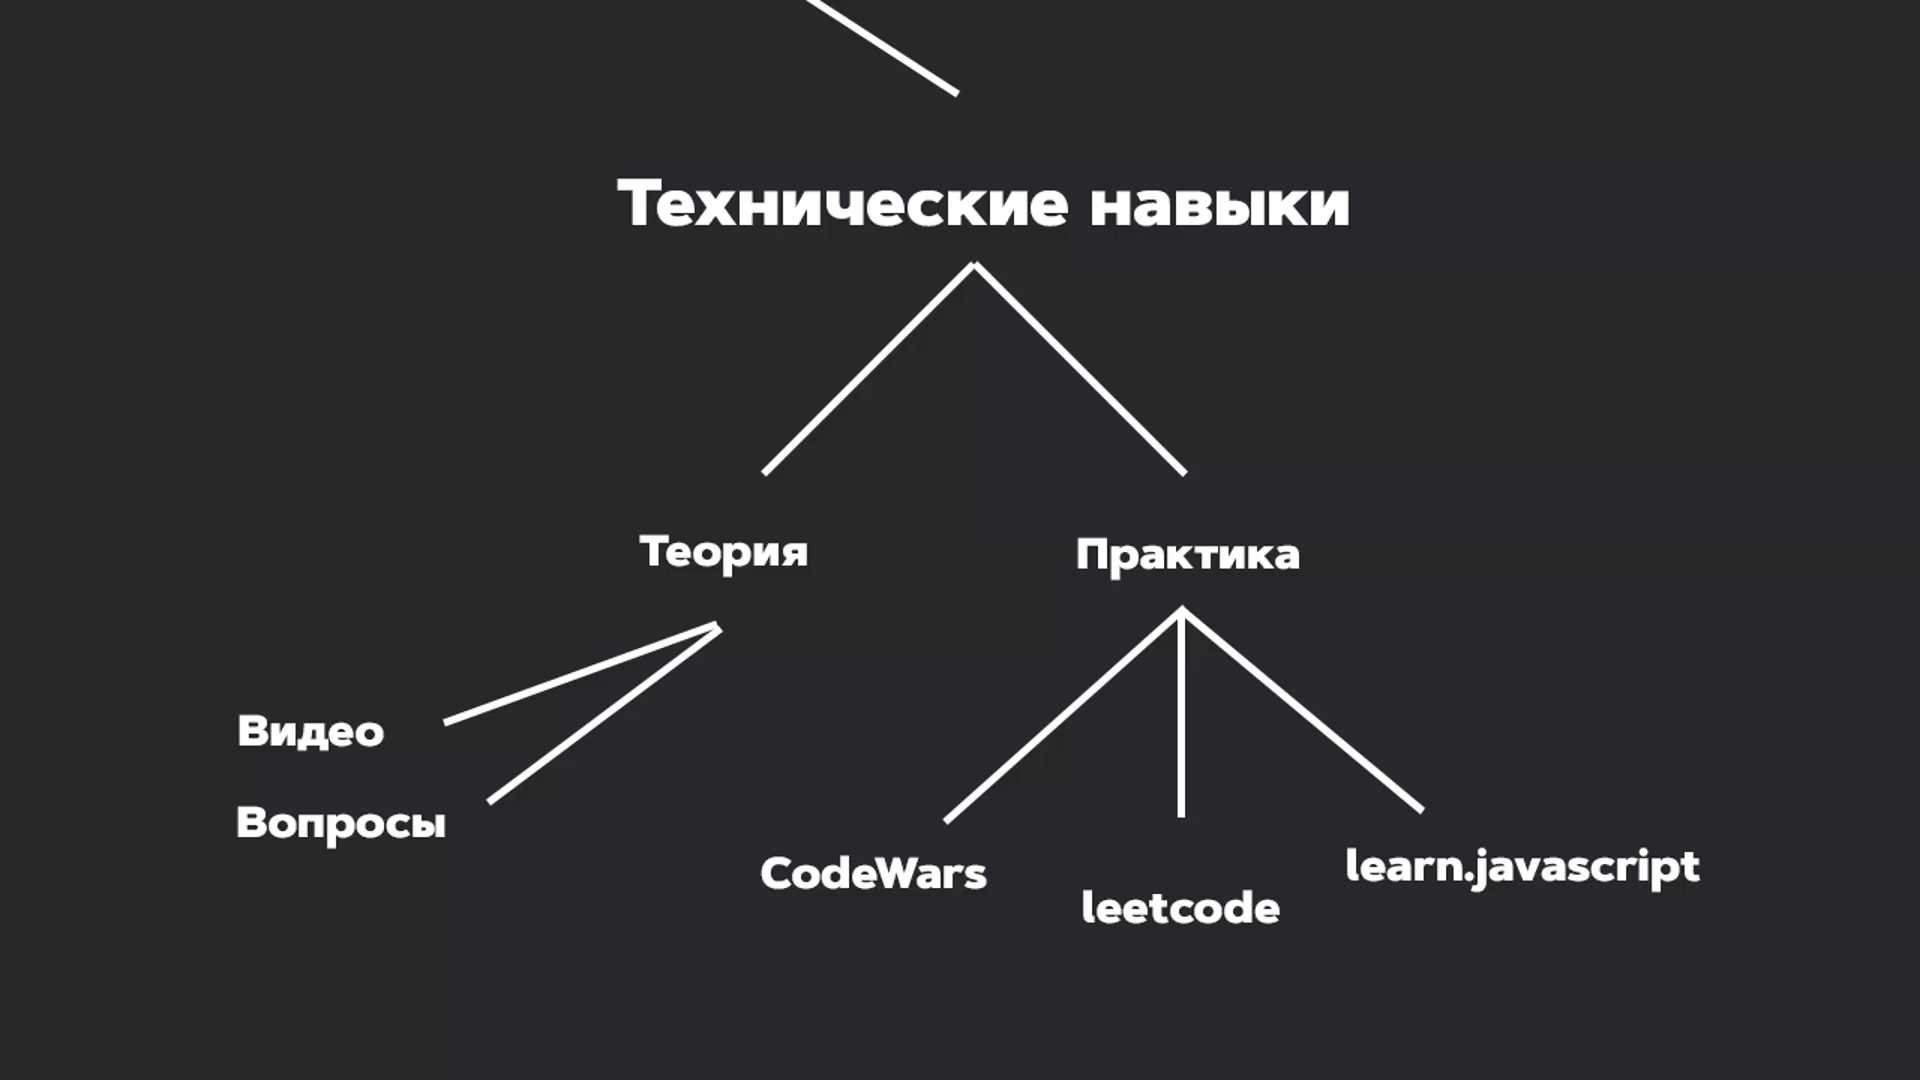 Технические навыки
Теория
Практика
Видео
Вопросы
CodeWars
leetcode
learn.javascript